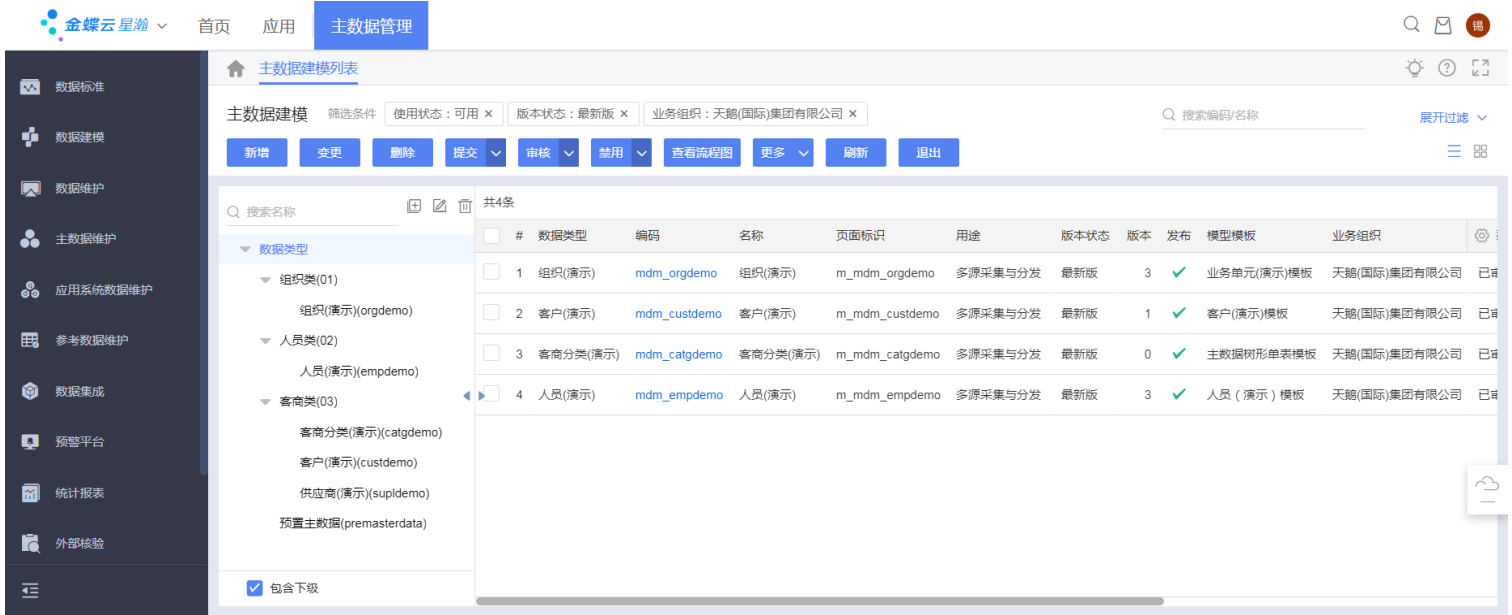 金蝶云 星瀚 首页 应用 主数据管理 锡
数据标准
数据建模
数据维护
主数据维护
应用系统数据维护
参考数据维护
数据集成
预警平台
统计报表
外部核验
主数据建模列表
主数据建模 筛选条件 使用状态：可用 × 版本状态：最新版 × 业务组织：天鹅(国际)集团有限公司 × 搜索编码/名称 展开过滤
新增 变更 删除 提交 审核 禁用 查看流程图 更多 刷新 退出
搜索名称
数据类型
组织类(01)
组织(演示)(orgdemo)
人员类(02)
人员(演示)(empdemo)
客商类(03)
客商分类(演示)(catgdemo)
客户(演示)(custdemo)
供应商(演示)(supldemo)
预置主数据(premasterdata)
包含下级
共4条
# 数据类型 编码 名称 页面标识 用途 版本状态 版本 发布 模型模板 业务组织
1 组织(演示) mdm_orgdemo 组织(演示) m_mdm_orgdemo 多源采集与分发 最新版 3 ✓ 业务单元(演示)模板 天鹅(国际)集团有限公司 已
2 客户(演示) mdm_custdemo 客户(演示) m_mdm_custdemo 多源采集与分发 最新版 1 ✓ 客户(演示)模板 天鹅(国际)集团有限公司 已
3 客商分类(演示) mdm_catgdemo 客商分类(演示) m_mdm_catgdemo 多源采集与分发 最新版 0 ✓ 主数据树形单表模板 天鹅(国际)集团有限公司 已
4 人员(演示) mdm_empdemo 人员(演示) m_mdm_empdemo 多源采集与分发 最新版 3 ✓ 人员（演示）模板 天鹅(国际)集团有限公司 已